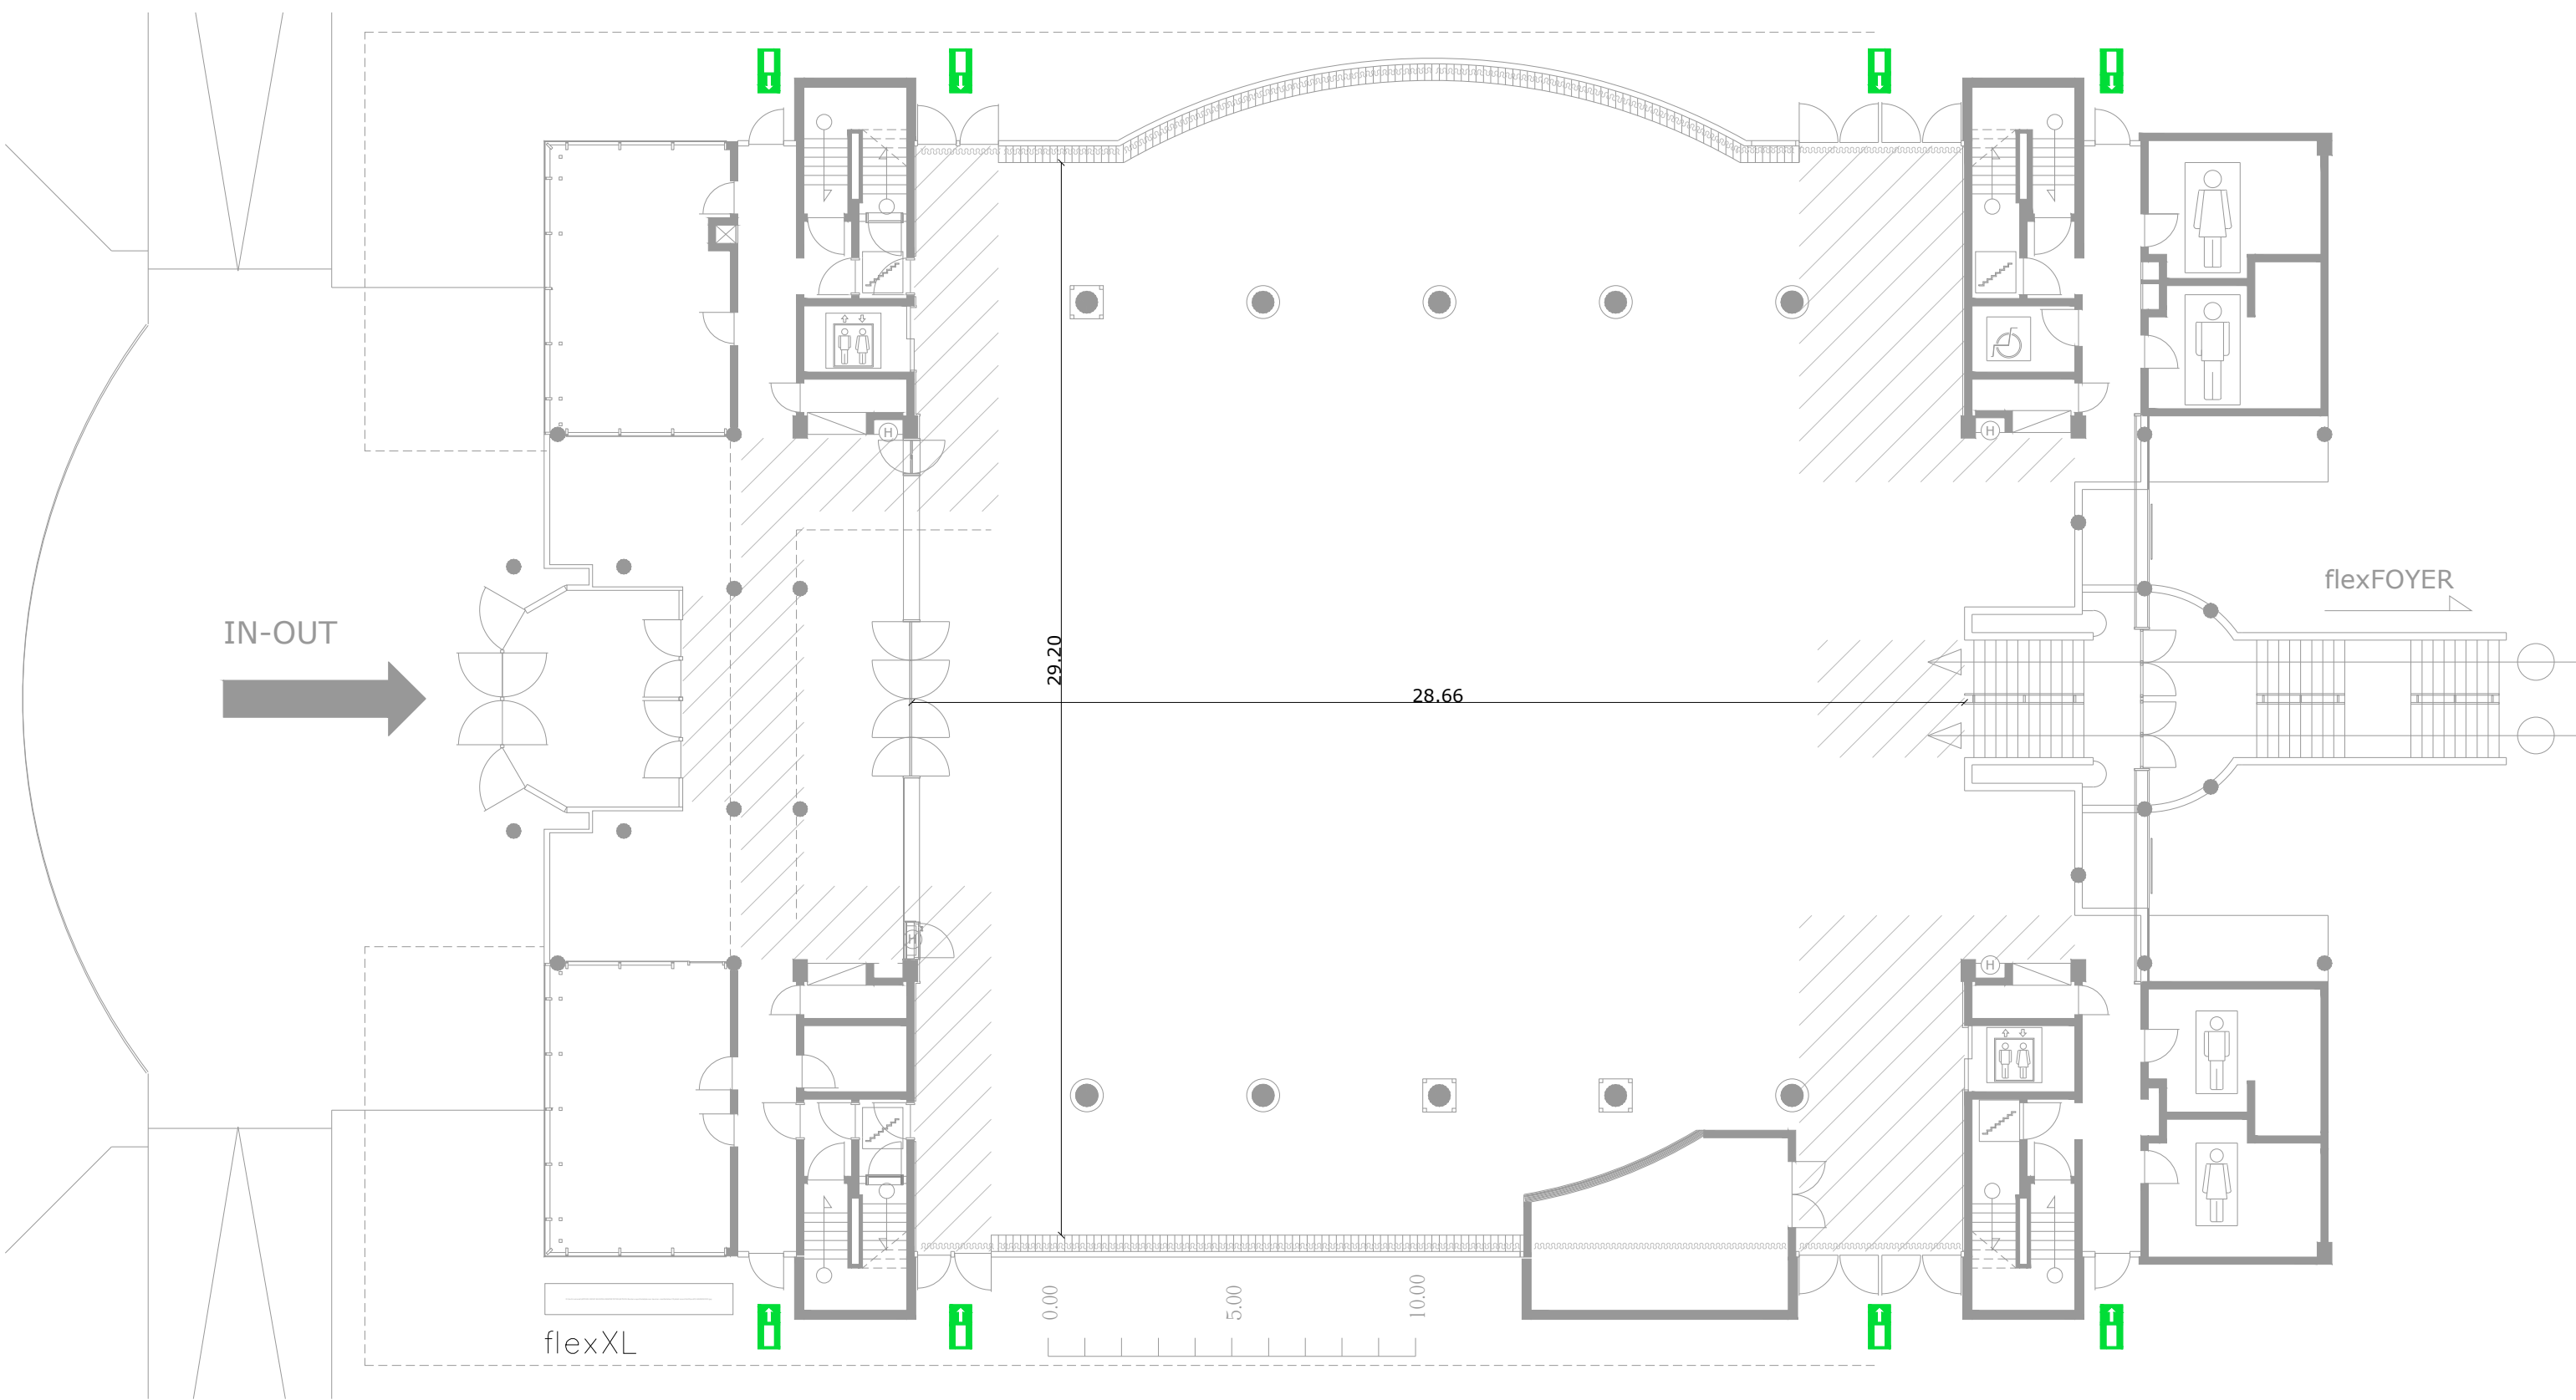 H
H
flexFOYER
IN-OUT
29.20
28.66
H
H
0.00
5.00
10.00
flexXL